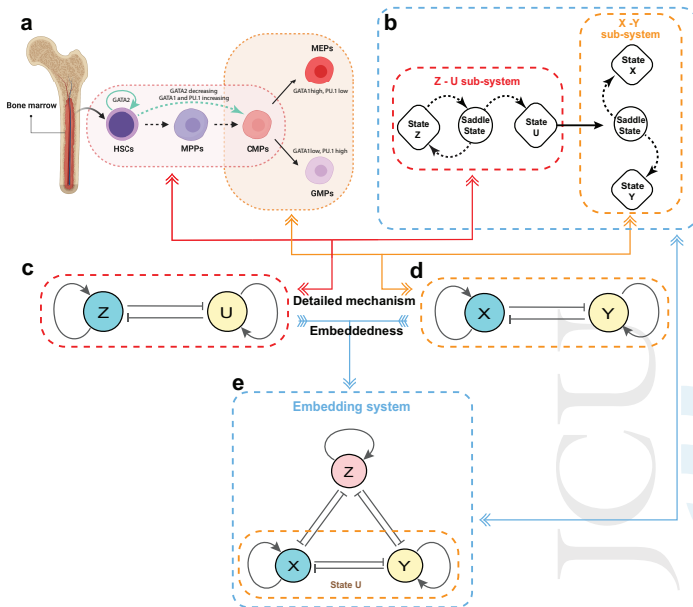 a
Bone marrow
GATA2
GATA2 decreasing
GATA1 and PU.1 increasing
HSCs
MPPs
CMPs
MEPs
GATA1high, PU.1 low
GATA1low, PU.1 high
GMPs
b
X -Y
sub-system
Z - U sub-system
State
Z
Saddle
State
State
U
State
X
Saddle
State
State
Y
c
Z
U
Detailed mechanism
Embeddedness
d
X
Y
e
Embedding system
Z
X
Y
State U
JCU